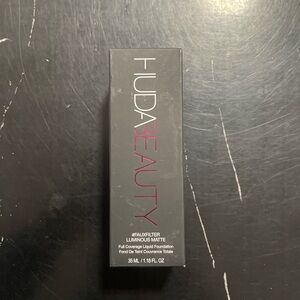 HUDABEAUTY
#FAUXFILTER
LUMINOUS MATTE
Full Coverage Liquid Foundation
Fond De Teint Couvrance Totale
35 ML / 1.18 FL. OZ